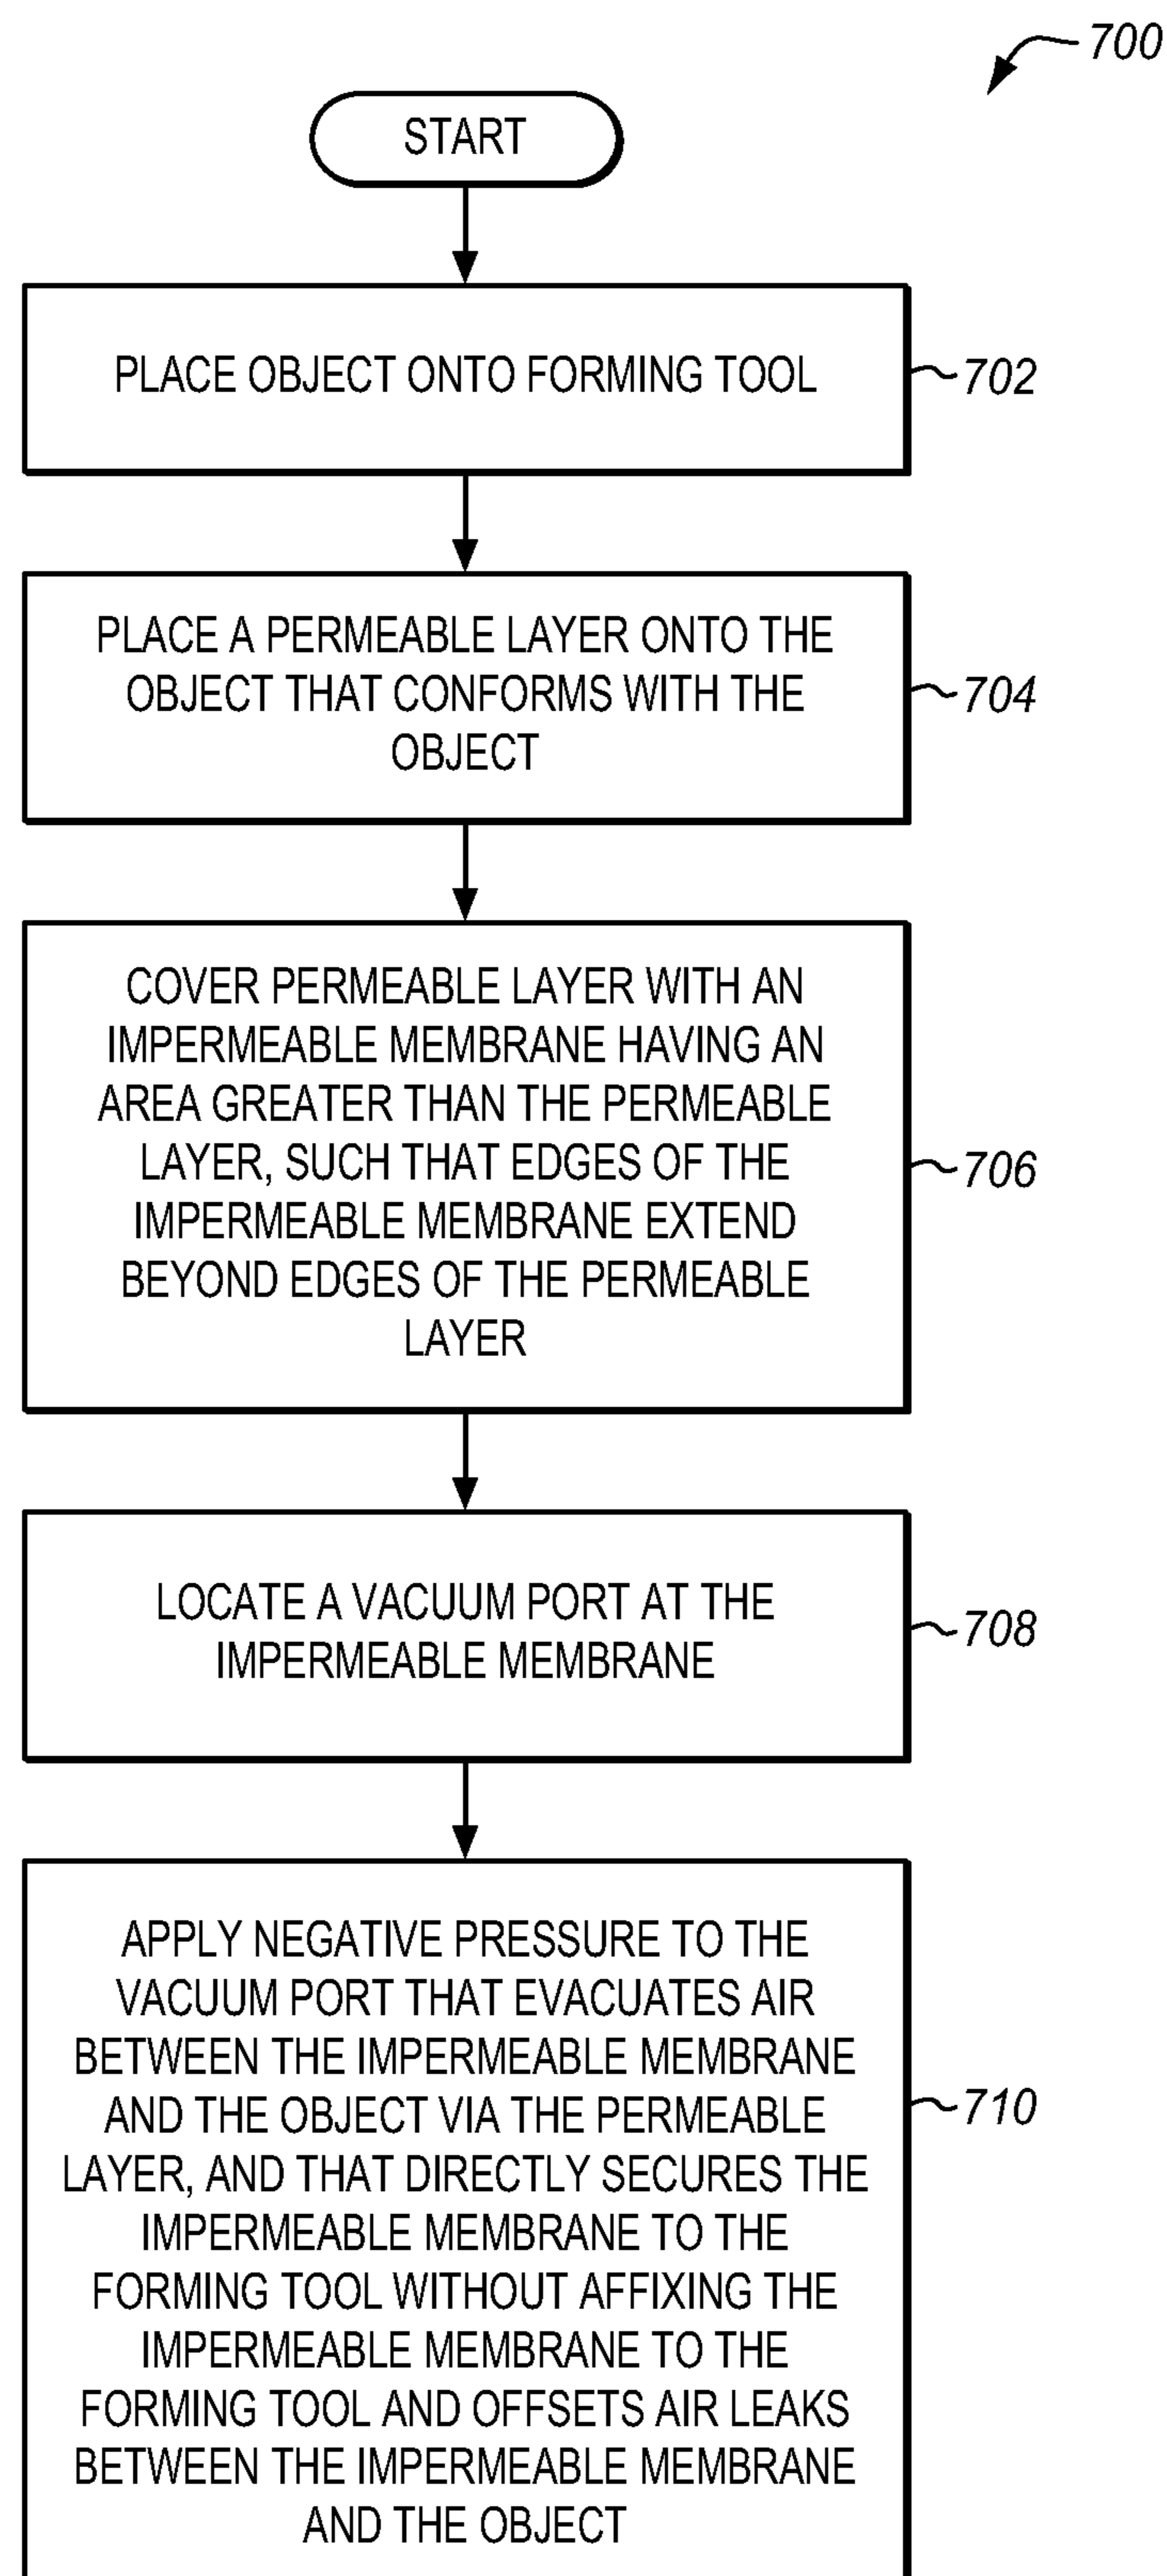 700
START
PLACE OBJECT ONTO FORMING TOOL
702
PLACE A PERMEABLE LAYER ONTO THE
OBJECT THAT CONFORMS WITH THE
OBJECT
704
COVER PERMEABLE LAYER WITH AN
IMPERMEABLE MEMBRANE HAVING AN
AREA GREATER THAN THE PERMEABLE
LAYER, SUCH THAT EDGES OF THE
IMPERMEABLE MEMBRANE EXTEND
BEYOND EDGES OF THE PERMEABLE
LAYER
706
LOCATE A VACUUM PORT AT THE
IMPERMEABLE MEMBRANE
708
APPLY NEGATIVE PRESSURE TO THE
VACUUM PORT THAT EVACUATES AIR
BETWEEN THE IMPERMEABLE MEMBRANE
AND THE OBJECT VIA THE PERMEABLE
LAYER, AND THAT DIRECTLY SECURES THE
IMPERMEABLE MEMBRANE TO THE
FORMING TOOL WITHOUT AFFIXING THE
IMPERMEABLE MEMBRANE TO THE
FORMING TOOL AND OFFSETS AIR LEAKS
BETWEEN THE IMPERMEABLE MEMBRANE
AND THE OBJECT
710